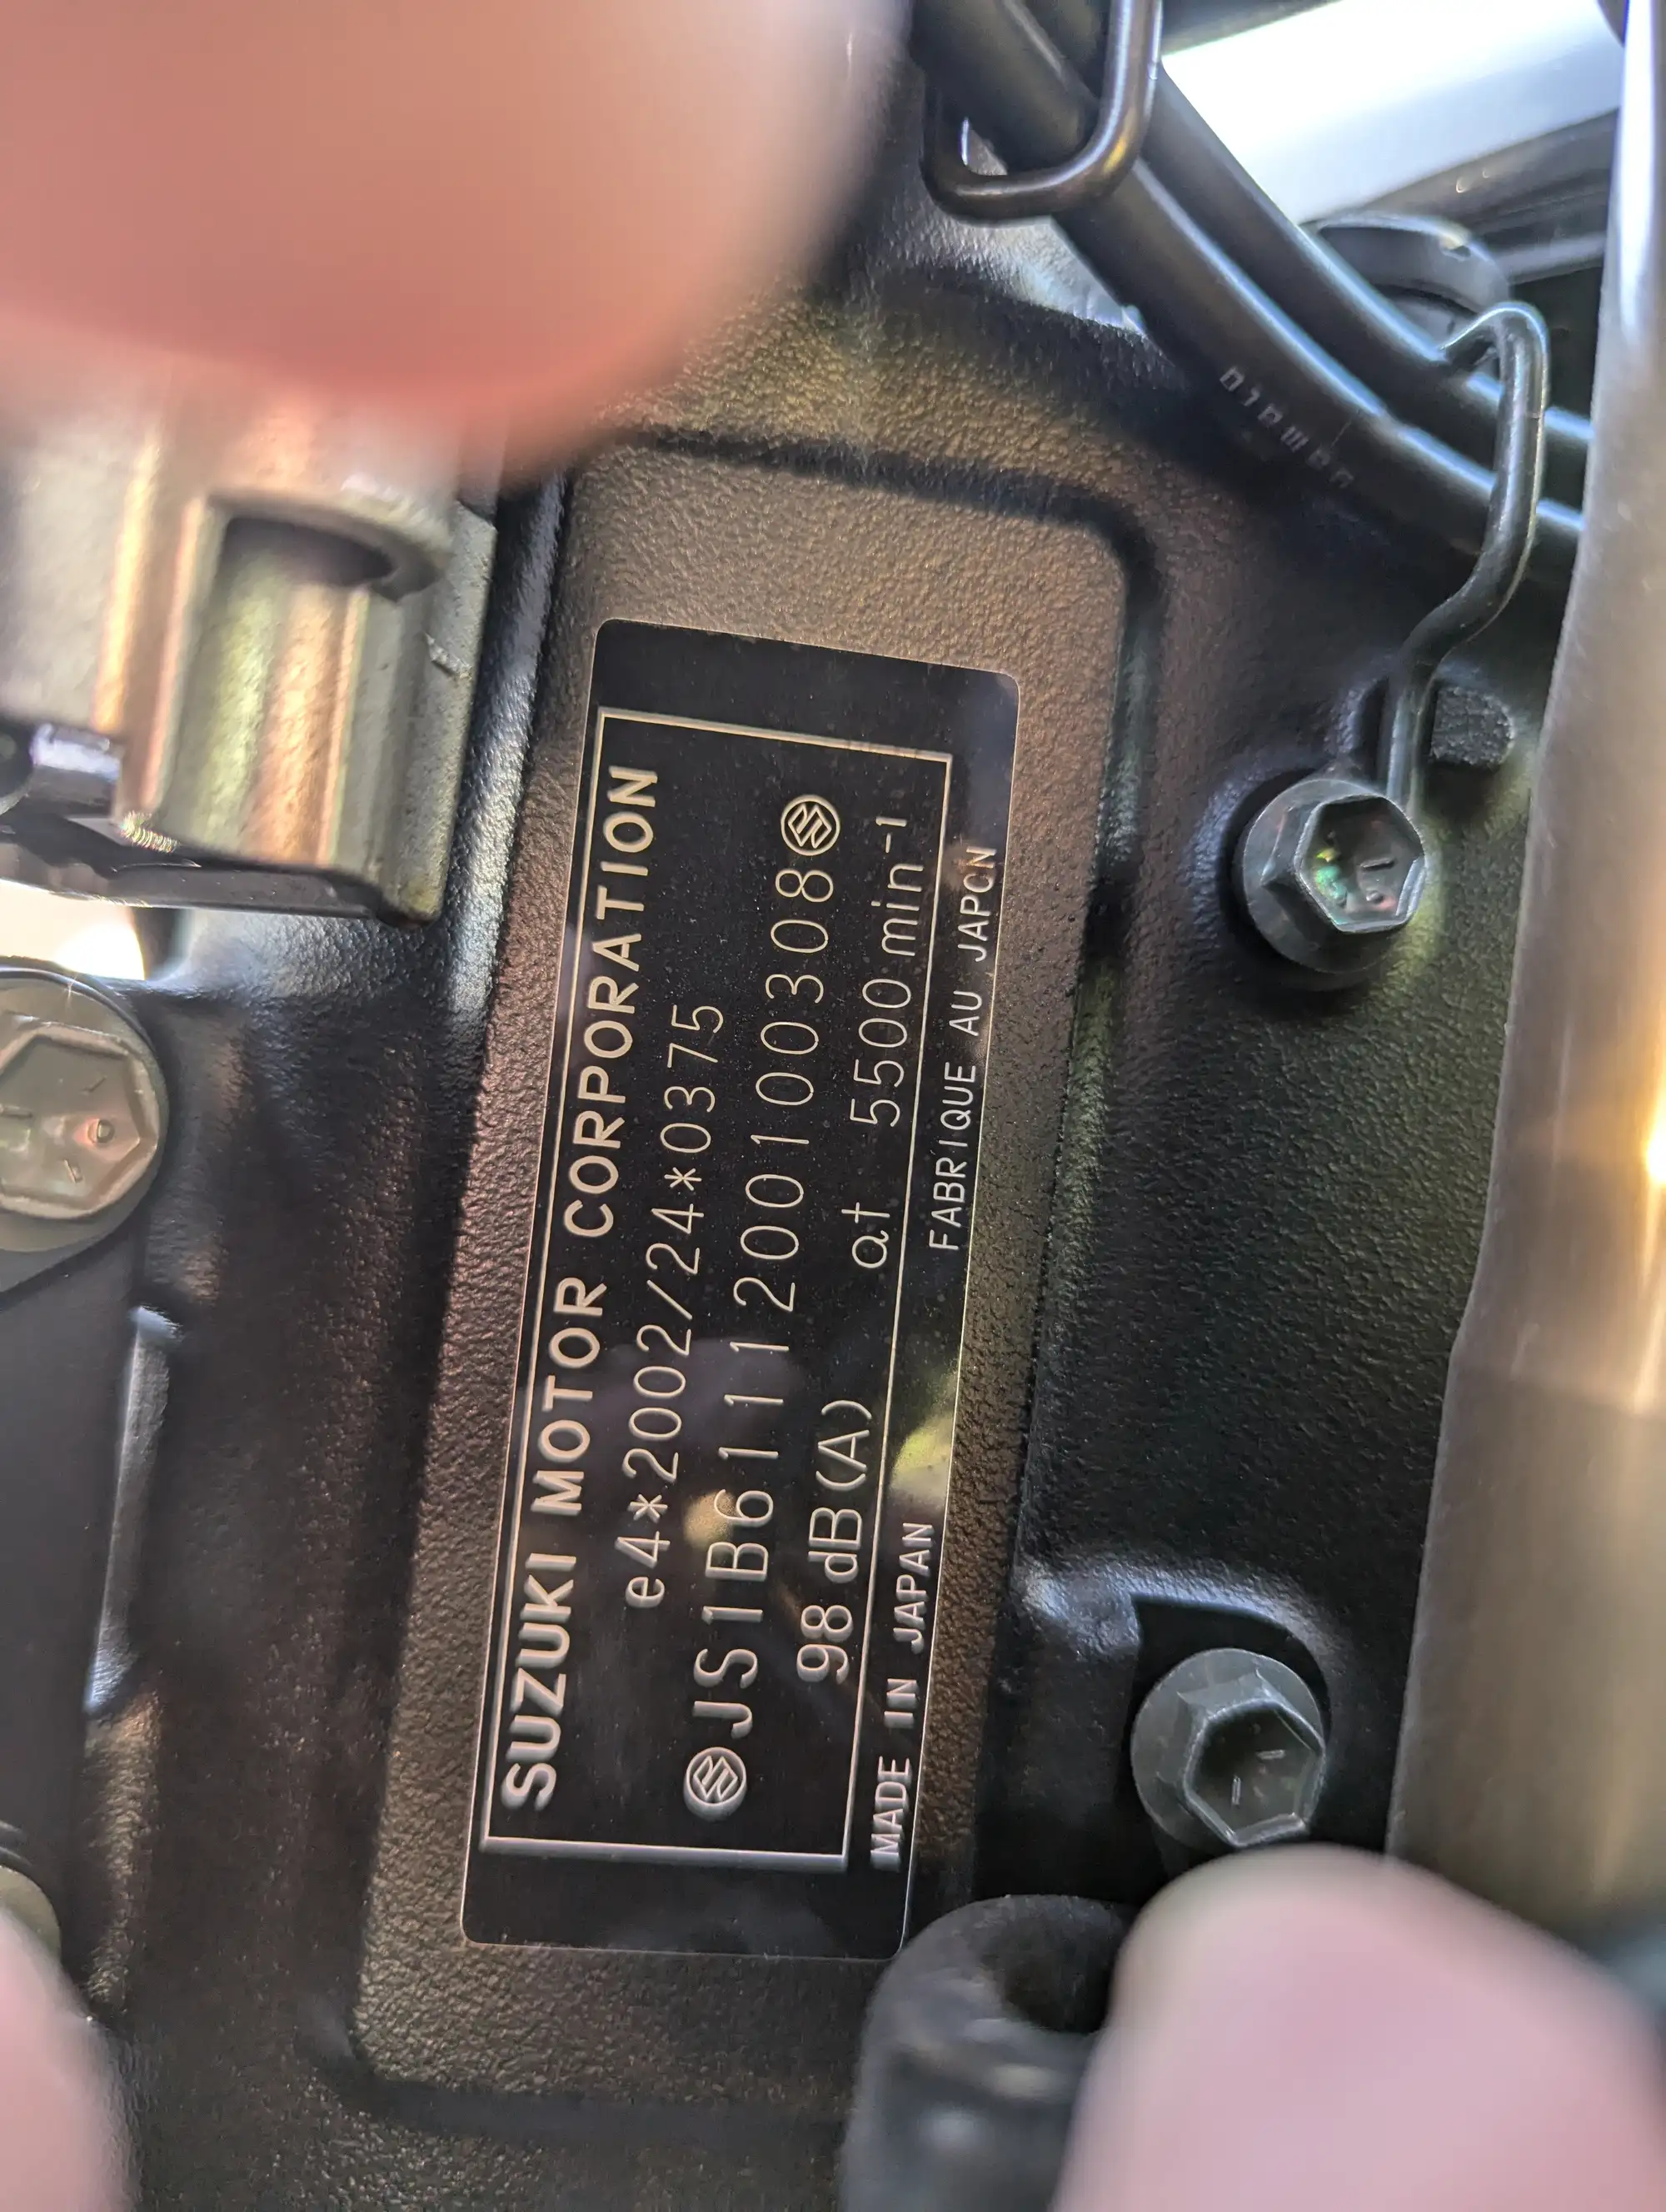 SUZUKI MOTOR CORPORATION
e4*2002/24*0375
JS1B6111200100308
98 dB(A) at 5500 min⁻¹
MADE IN JAPAN FABRIQUE AU JAPON